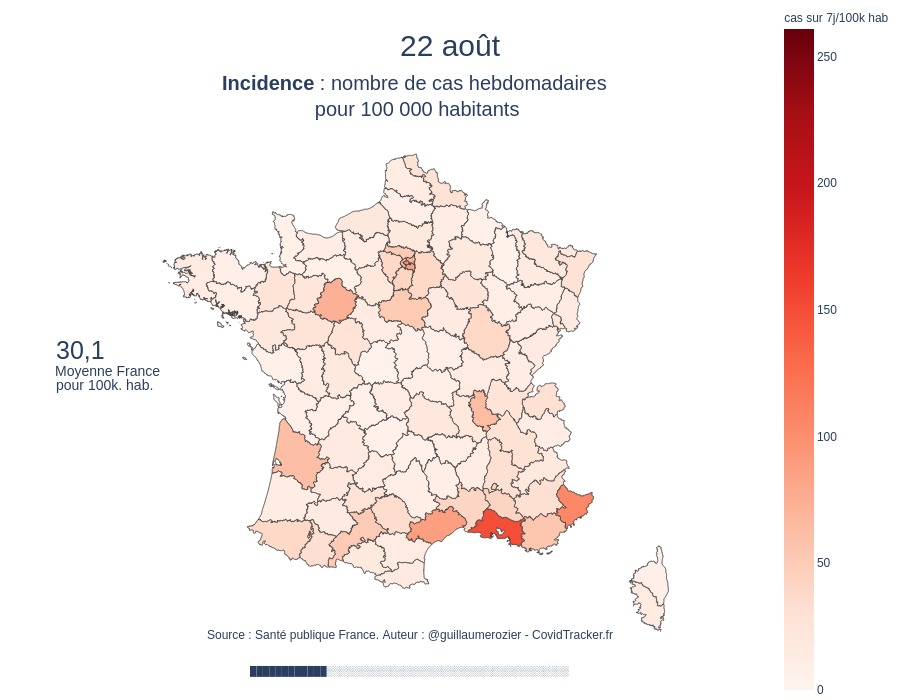 cas sur 7j/100k hab
22 août
Incidence : nombre de cas hebdomadaires
pour 100 000 habitants
250
200
150
100
50
0
30,1
Moyenne France
pour 100k. hab.
Source : Santé publique France. Auteur : @guillaumerozier - CovidTracker.fr